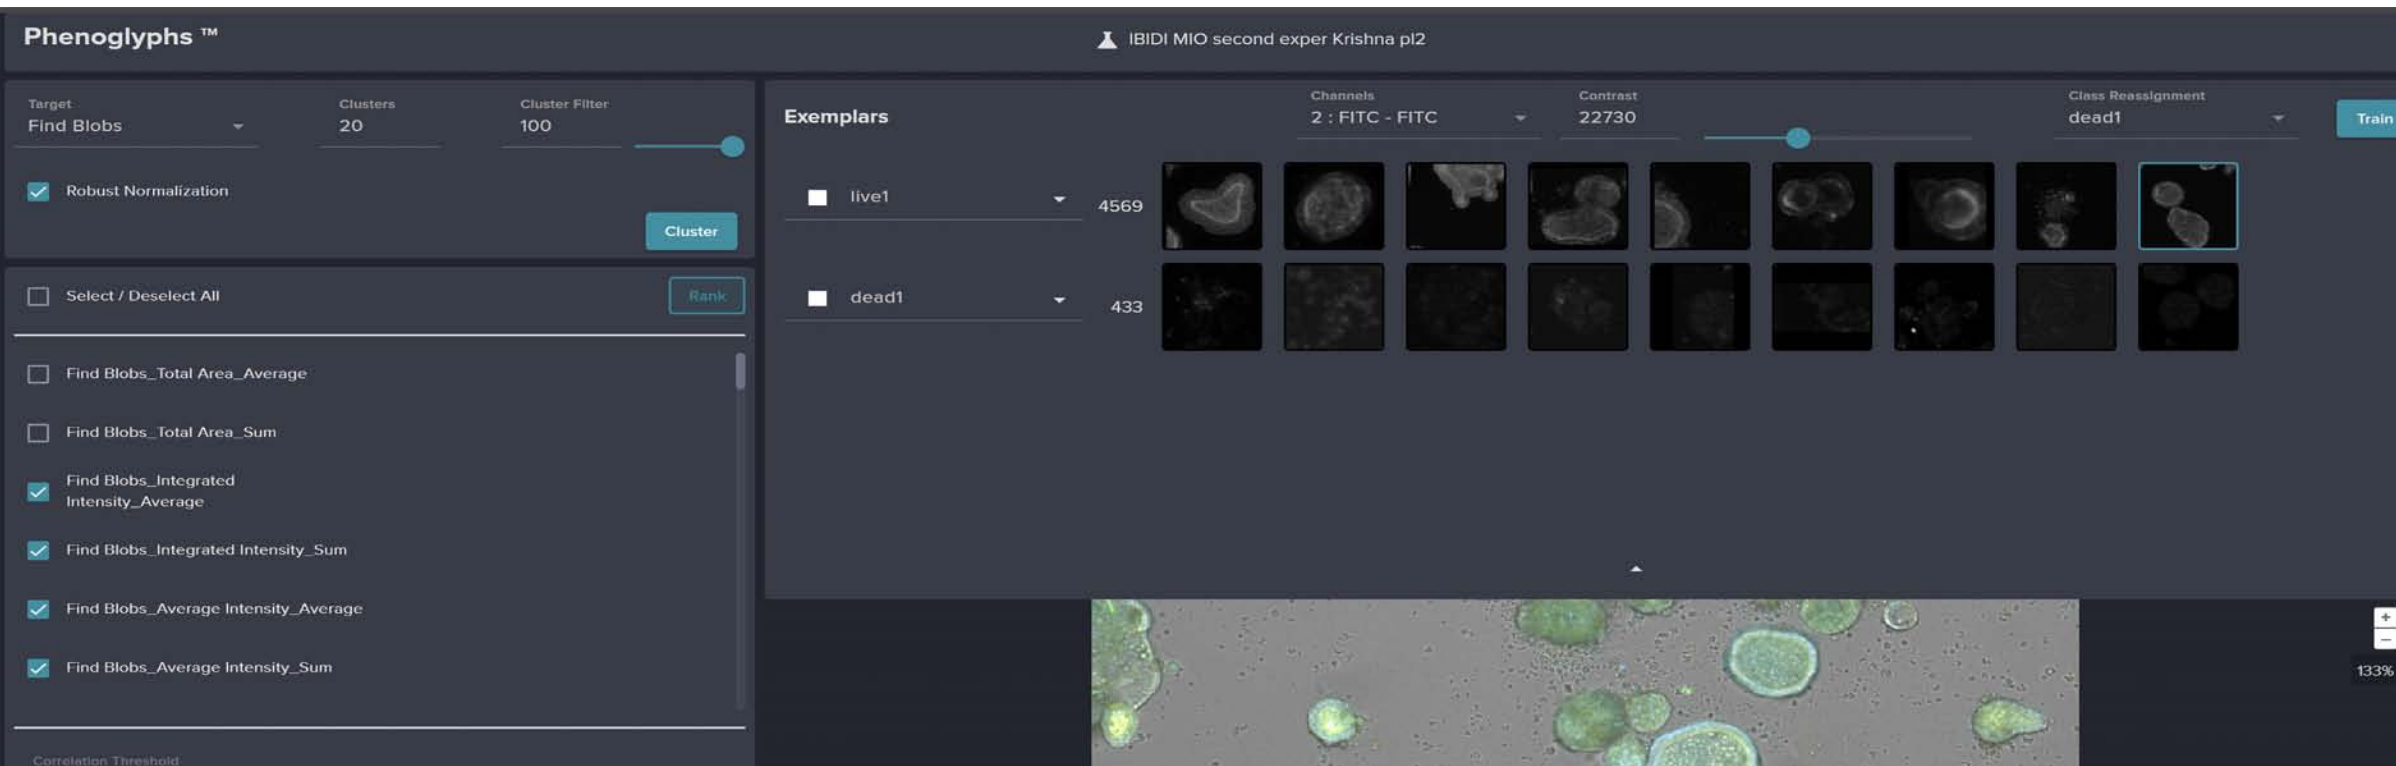 Phenoglyphs ™
IBIDI MIO second exper Krishna pl2
Target
Find Blobs
Clusters
20
Cluster Filter
100
Robust Normalization
Cluster
Select / Deselect All
Rank
Find Blobs_Total Area_Average
Find Blobs_Total Area_Sum
Find Blobs_Integrated
Intensity_Average
Find Blobs_Integrated Intensity_Sum
Find Blobs_Average Intensity_Average
Find Blobs_Average Intensity_Sum
Correlation Threshold
Exemplars
Channels
2 : FITC - FITC
Contrast
22730
Class Reassignment
dead1
Train
live1
4569
dead1
433
+
–
133%